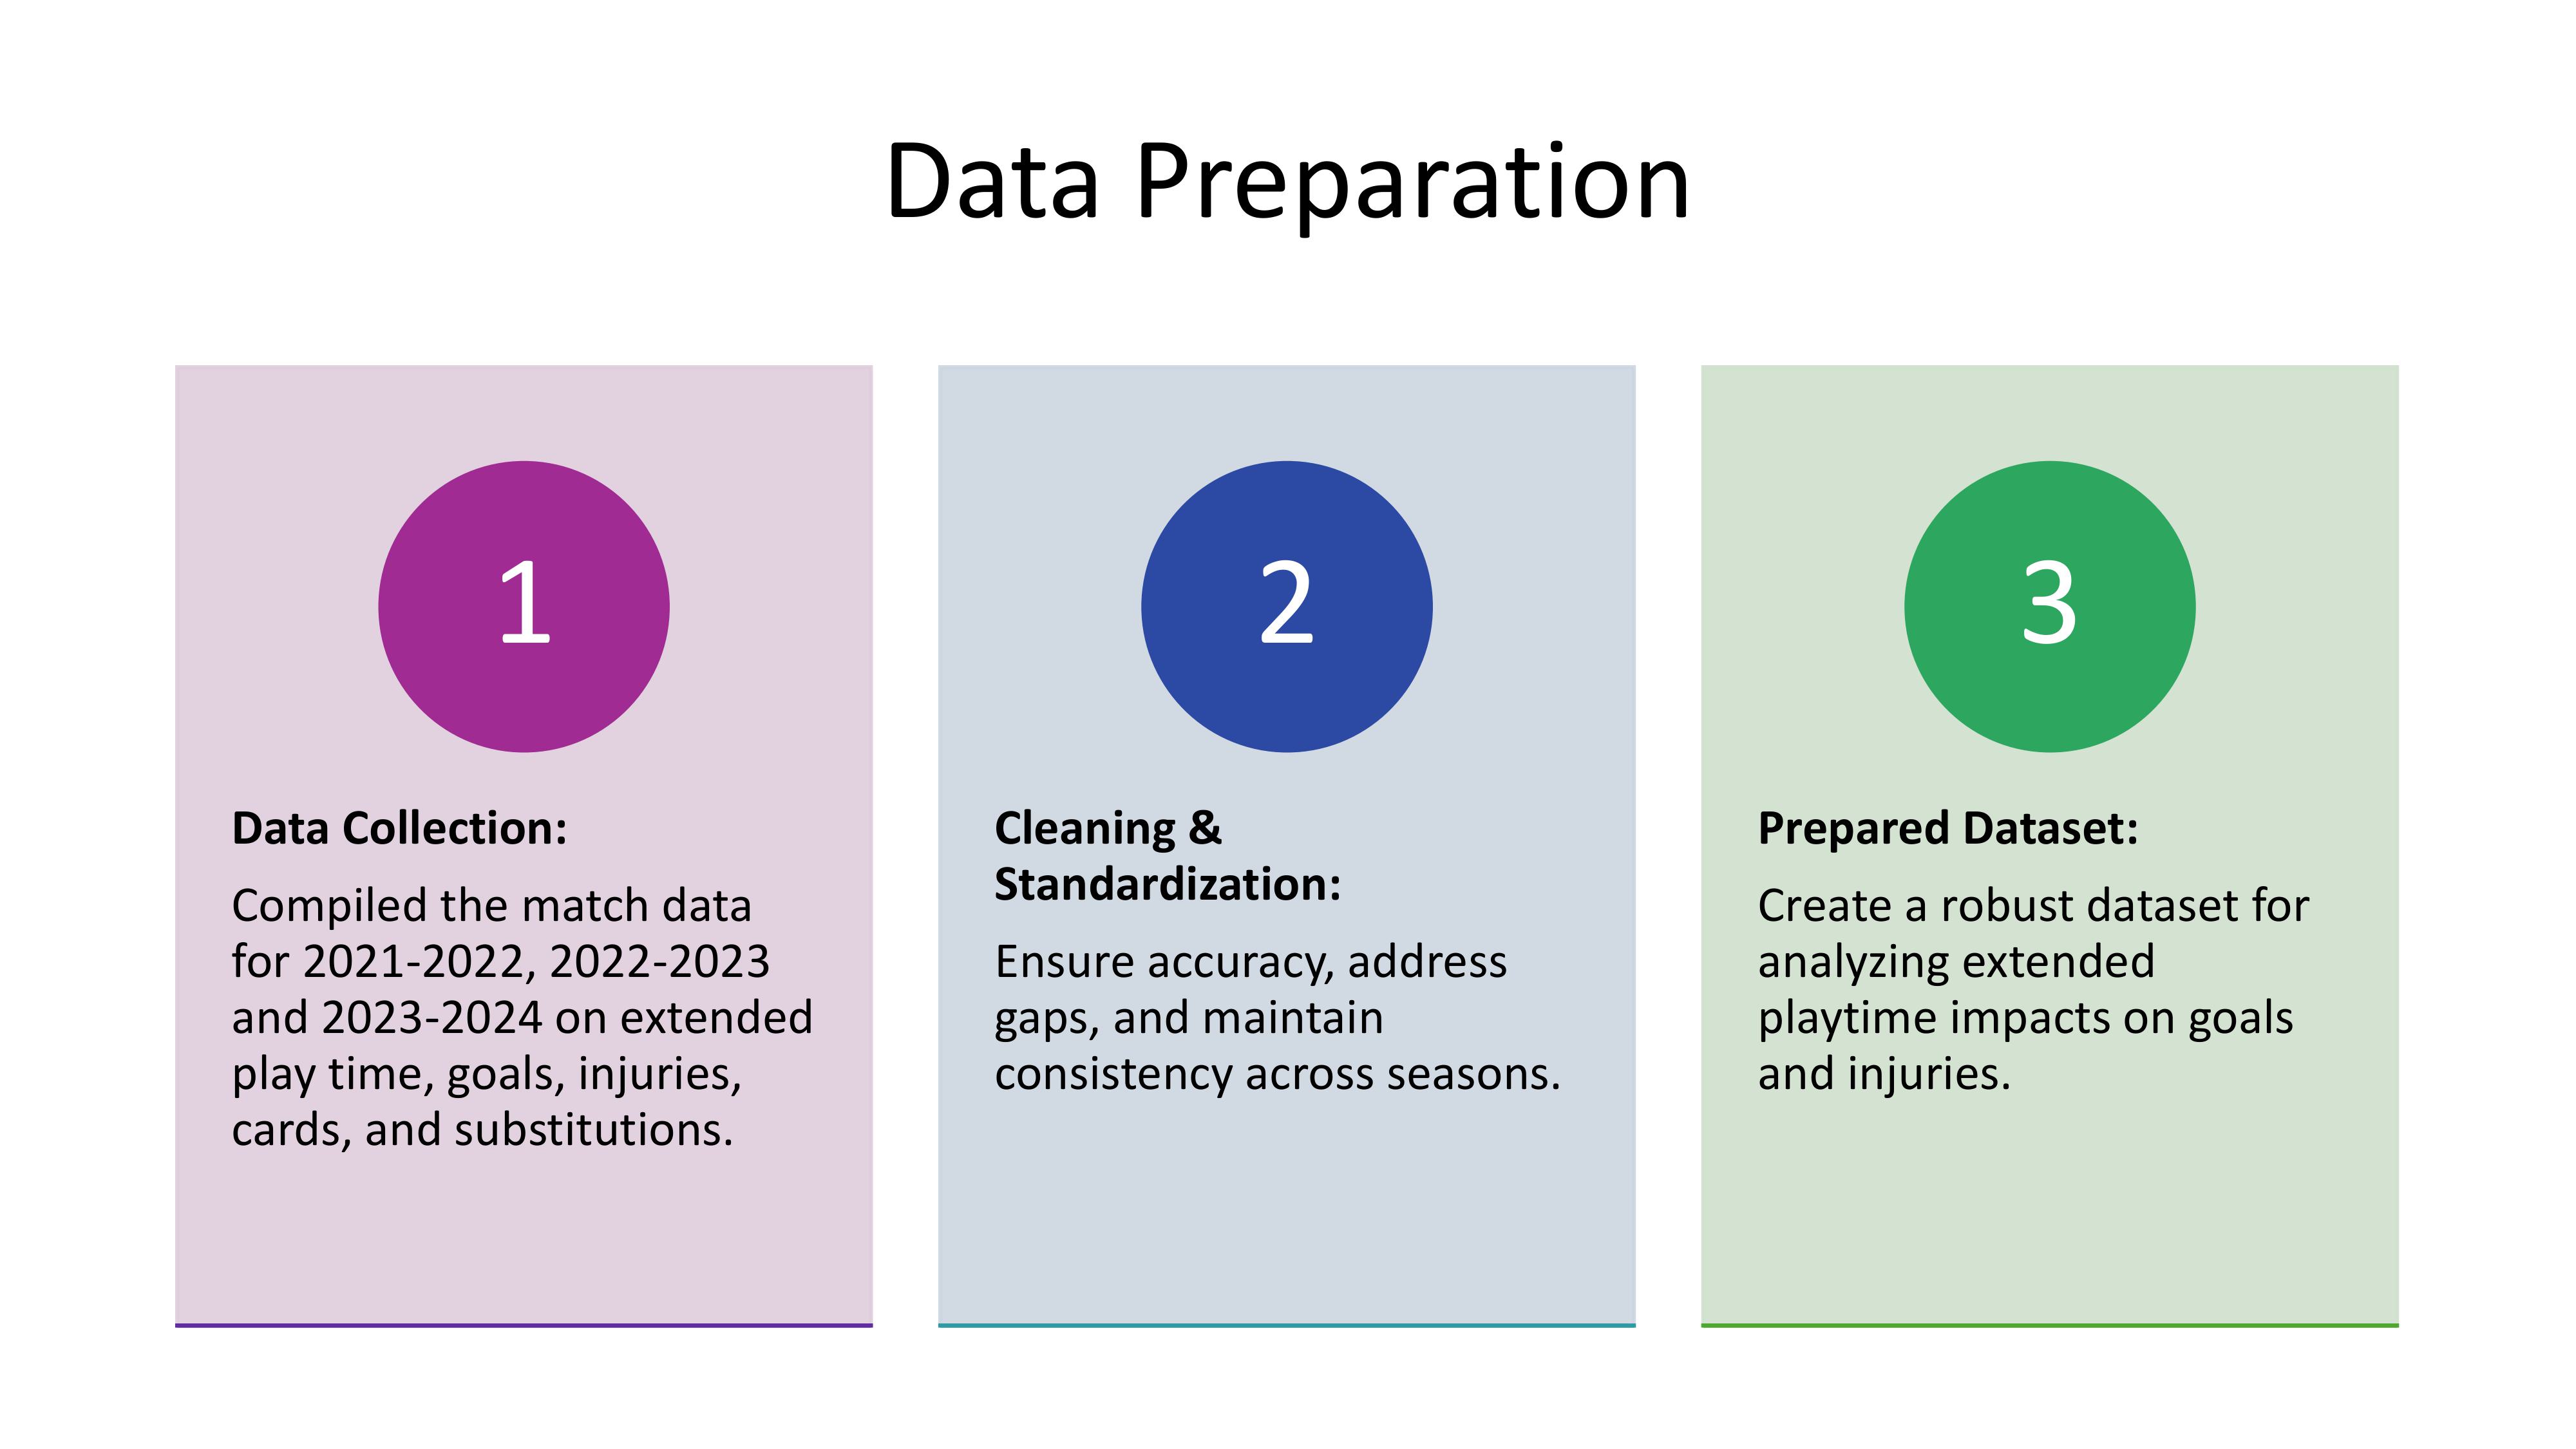 Data Preparation
1
Data Collection:
Compiled the match data
for 2021-2022, 2022-2023
and 2023-2024 on extended
play time, goals, injuries,
cards, and substitutions.
2
Cleaning &
Standardization:
Ensure accuracy, address
gaps, and maintain
consistency across seasons.
3
Prepared Dataset:
Create a robust dataset for
analyzing extended
playtime impacts on goals
and injuries.